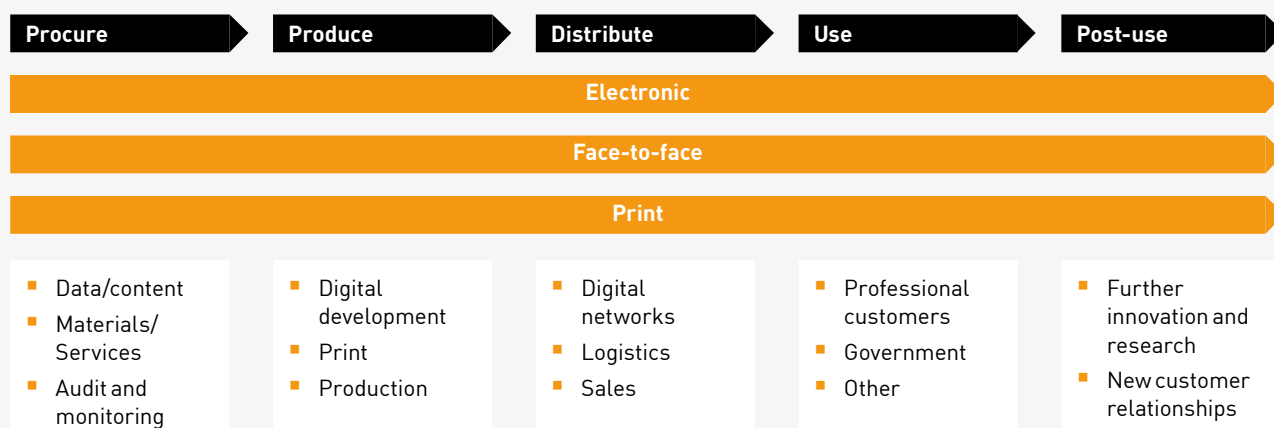 Procure
Produce
Distribute
Use
Post-use
Electronic
Face-to-face
Print
Data/content
Materials/
Services
Audit and
monitoring
Digital
development
Print
Production
Digital
networks
Logistics
Sales
Professional
customers
Government
Other
Further
innovation and
research
New customer
relationships